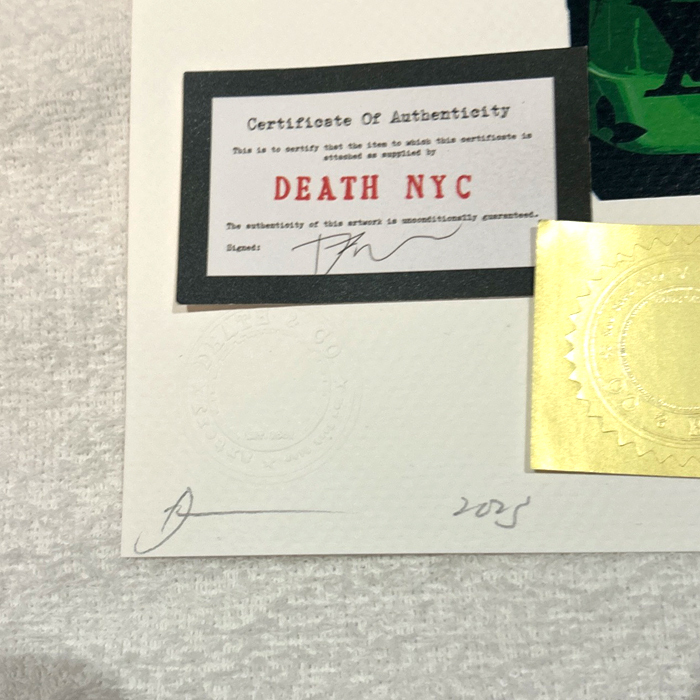 Certificate Of Authenticity
This is to certify that the item to which this certificate is
attached as supplied by
DEATH NYC
The authenticity of this artwork is unconditionally guaranteed.
Signed:
2025